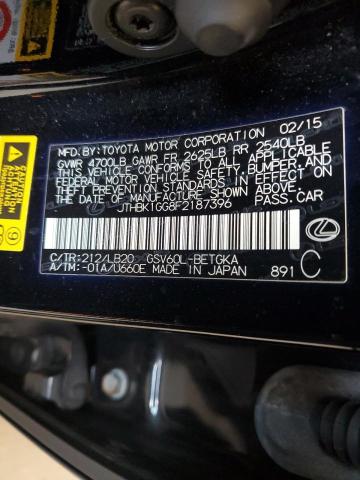 MFD.BY:TOYOTA MOTOR CORPORATION 02/15
GVWR 4700LB GAWR FR 2625LB RR 2540LB
THIS VEHICLE CONFORMS TO ALL APPLICABLE
FEDERAL MOTOR VEHICLE SAFETY, BUMPER, AND
THEFT PREVENTION STANDARDS IN EFFECT ON
THE DATE OF MANUFACTURE SHOWN ABOVE.
JTHBK1GG8F2187396 PASS.CAR
C/TR:212/LB20 GSV60L-BETGKA
A/TM:-01A/U660E MADE IN JAPAN 891 C
LEXUS
CAUTION